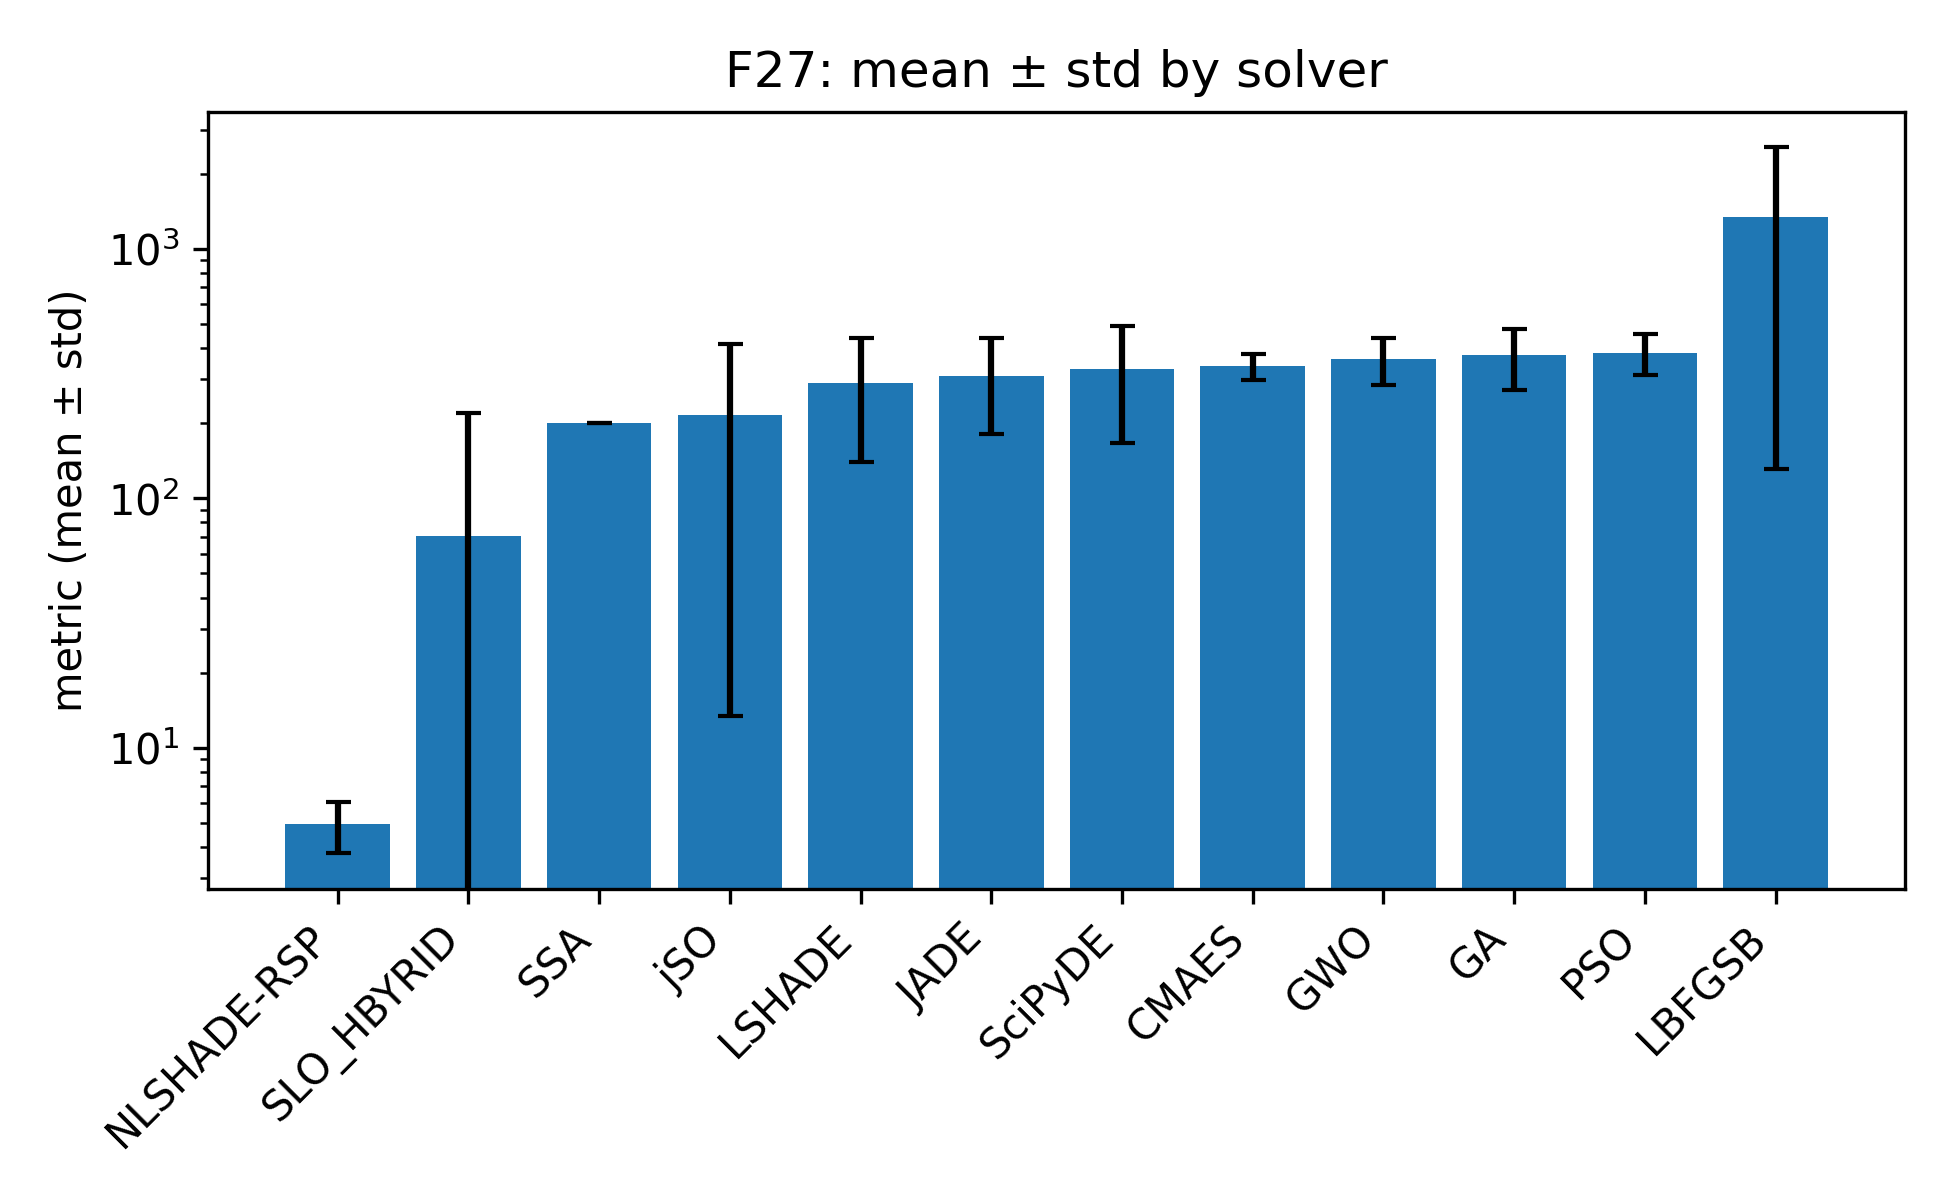 F27: mean ± std by solver
metric (mean ± std)
10³
10²
10¹
NLSHADE-RSP
SLO_HBYRID
SSA
jSO
LSHADE
JADE
SciPyDE
CMAES
GWO
GA
PSO
LBFGSB